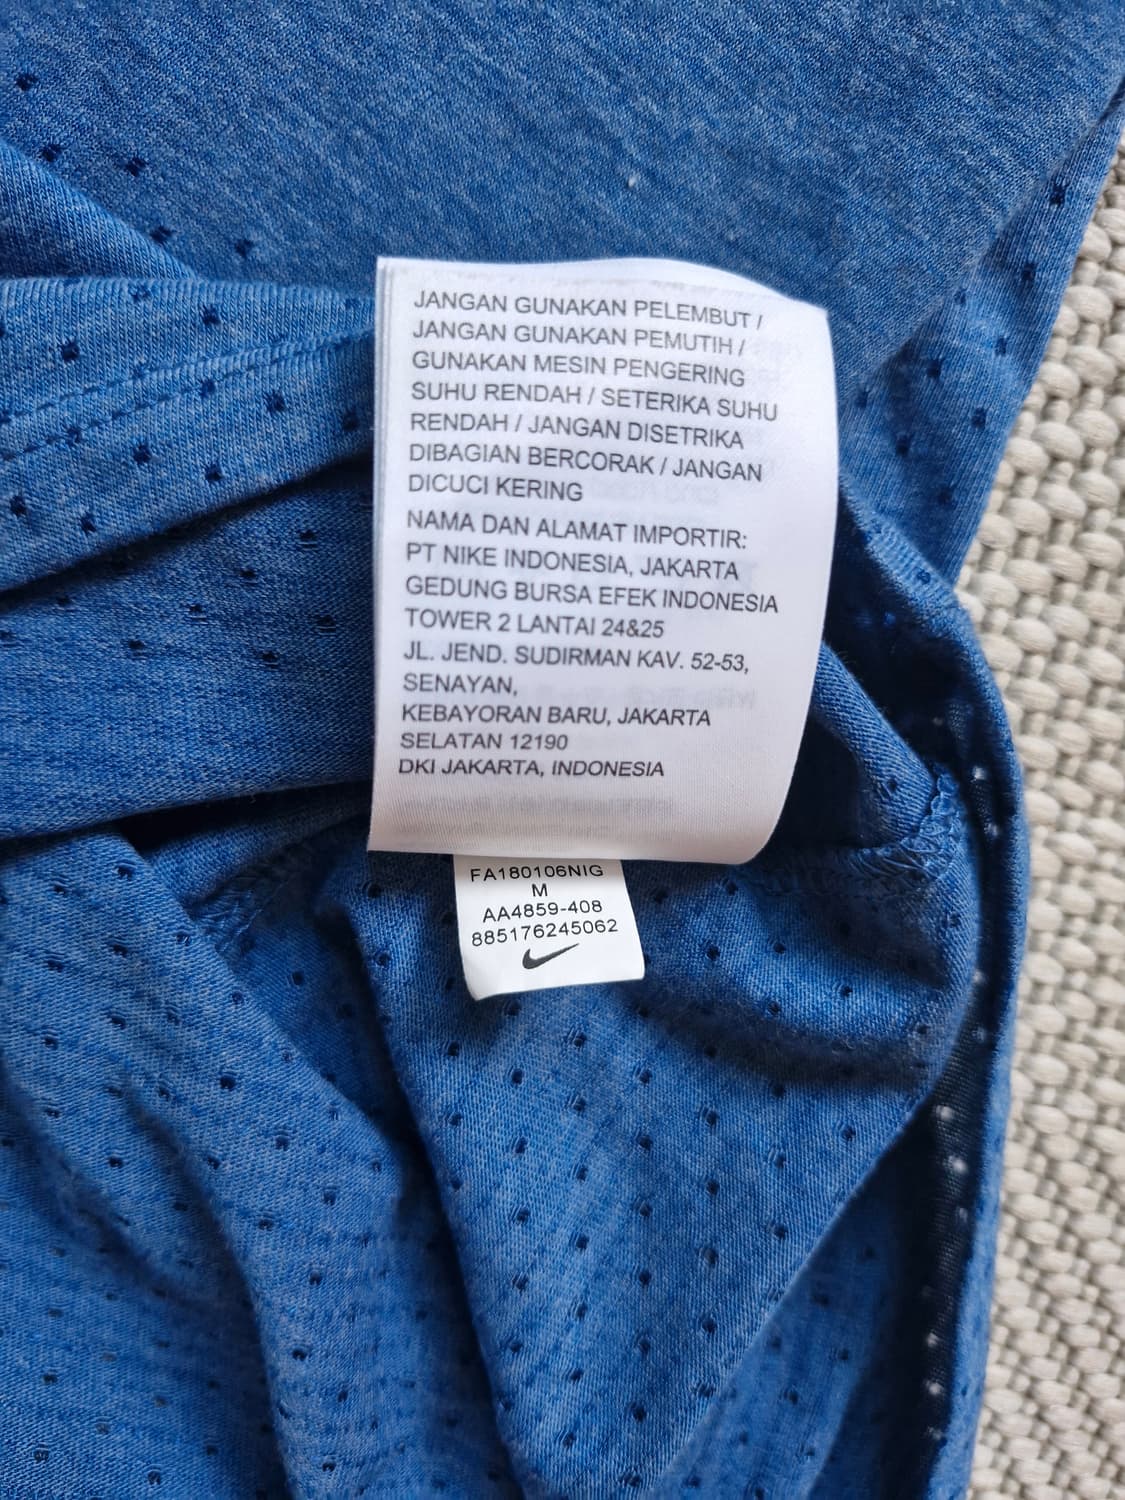 JANGAN GUNAKAN PELEMBUT /
JANGAN GUNAKAN PEMUTIH /
GUNAKAN MESIN PENGERING
SUHU RENDAH / SETERIKA SUHU
RENDAH / JANGAN DISETRIKA
DIBAGIAN BERCORAK / JANGAN
DICUCI KERING
NAMA DAN ALAMAT IMPORTIR:
PT NIKE INDONESIA, JAKARTA
GEDUNG BURSA EFEK INDONESIA
TOWER 2 LANTAI 24&25
JL. JEND. SUDIRMAN KAV. 52-53,
SENAYAN,
KEBAYORAN BARU, JAKARTA
SELATAN 12190
DKI JAKARTA, INDONESIA
FA180106NIG
M
AA4859-408
885176245062